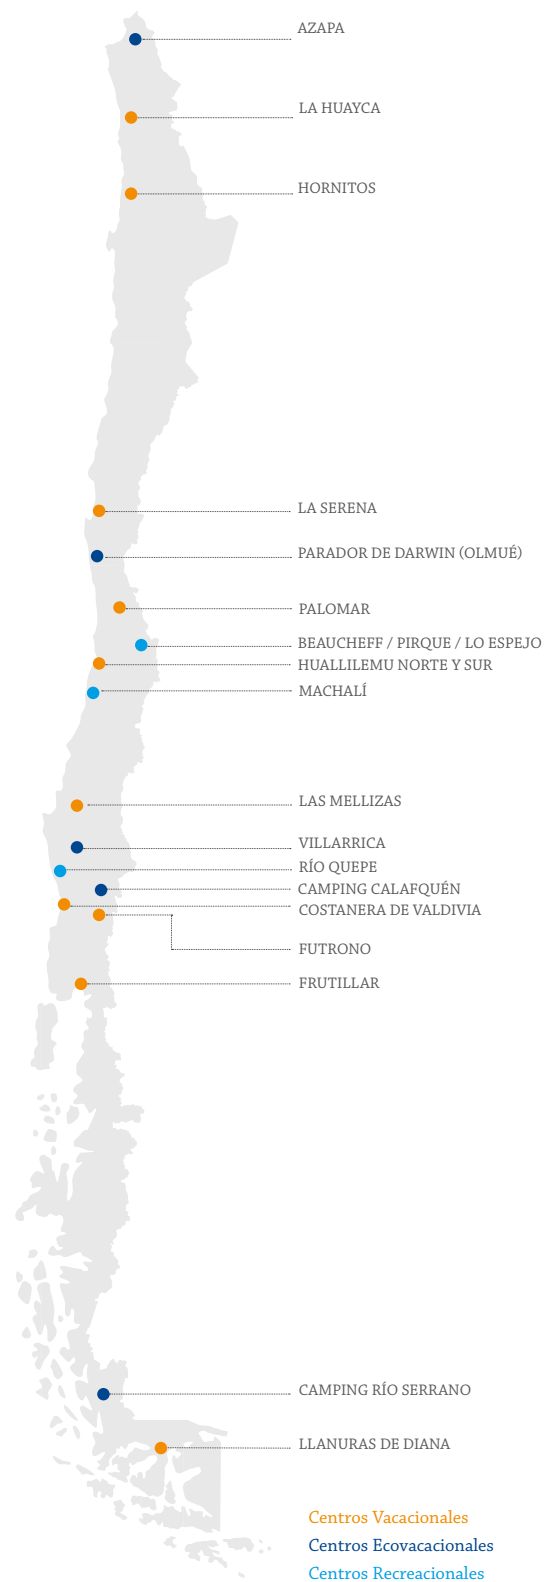 AZAPA
LA HUAYCA
HORNITOS
LA SERENA
PARADOR DE DARWIN (OLMUÉ)
PALOMAR
BEAUCHEFF / PIRQUE / LO ESPEJO
HUALLILEMU NORTE Y SUR
MACHALÍ
LAS MELLIZAS
VILLARRICA
RÍO QUEPE
CAMPING CALAFQUÉN
COSTANERA DE VALDIVIA
FUTRONO
FRUTILLAR
CAMPING RÍO SERRANO
LLANURAS DE DIANA
Centros Vacacionales
Centros Ecovacacionales
Centros Recreacionales